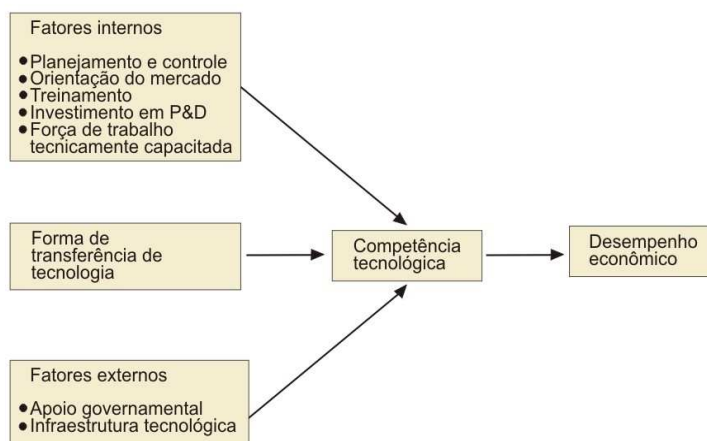 Fatores internos
● Planejamento e controle
● Orientação do mercado
● Treinamento
● Investimento em P&D
● Força de trabalho
tecnicamente capacitada
Forma de
transferência de
tecnologia
Competência
tecnológica
Desempenho
econômico
Fatores externos
● Apoio governamental
● Infraestrutura tecnológica